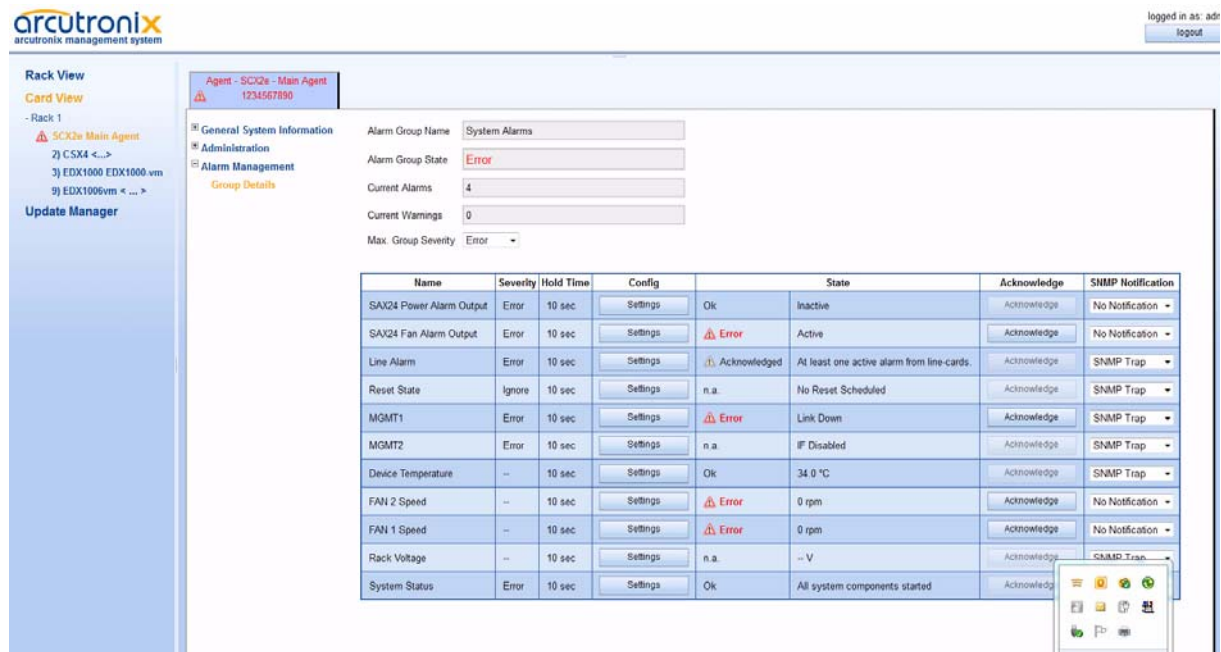 arcutronix
arcutronix management system
logged in as: adm
logout
Rack View
Card View
- Rack 1
SCX2e Main Agent
2) CSX4 <...>
3) EDX1000 EDX1000.vm
9) EDX1006vm < ... >
Update Manager
Agent - SCX2e - Main Agent
1234567890
General System Information
Administration
Alarm Management
Group Details
Alarm Group Name System Alarms
Alarm Group State Error
Current Alarms 4
Current Warnings 0
Max. Group Severity Error
Name Severity Hold Time Config State Acknowledge SNMP Notification
SAX24 Power Alarm Output Error 10 sec Settings Ok Inactive Acknowledge No Notification
SAX24 Fan Alarm Output Error 10 sec Settings Error Active Acknowledge No Notification
Line Alarm Error 10 sec Settings Acknowledged At least one active alarm from line-cards. Acknowledge SNMP Trap
Reset State Ignore 10 sec Settings n.a. No Reset Scheduled Acknowledge SNMP Trap
MGMT1 Error 10 sec Settings Error Link Down Acknowledge SNMP Trap
MGMT2 Error 10 sec Settings n.a. IF Disabled Acknowledge SNMP Trap
Device Temperature -- 10 sec Settings Ok 34.0 °C Acknowledge SNMP Trap
FAN 2 Speed -- 10 sec Settings Error 0 rpm Acknowledge No Notification
FAN 1 Speed -- 10 sec Settings Error 0 rpm Acknowledge No Notification
Rack Voltage -- 10 sec Settings n.a. -- V Acknowledge SNMP Trap
System Status Error 10 sec Settings Ok All system components started Acknowledg